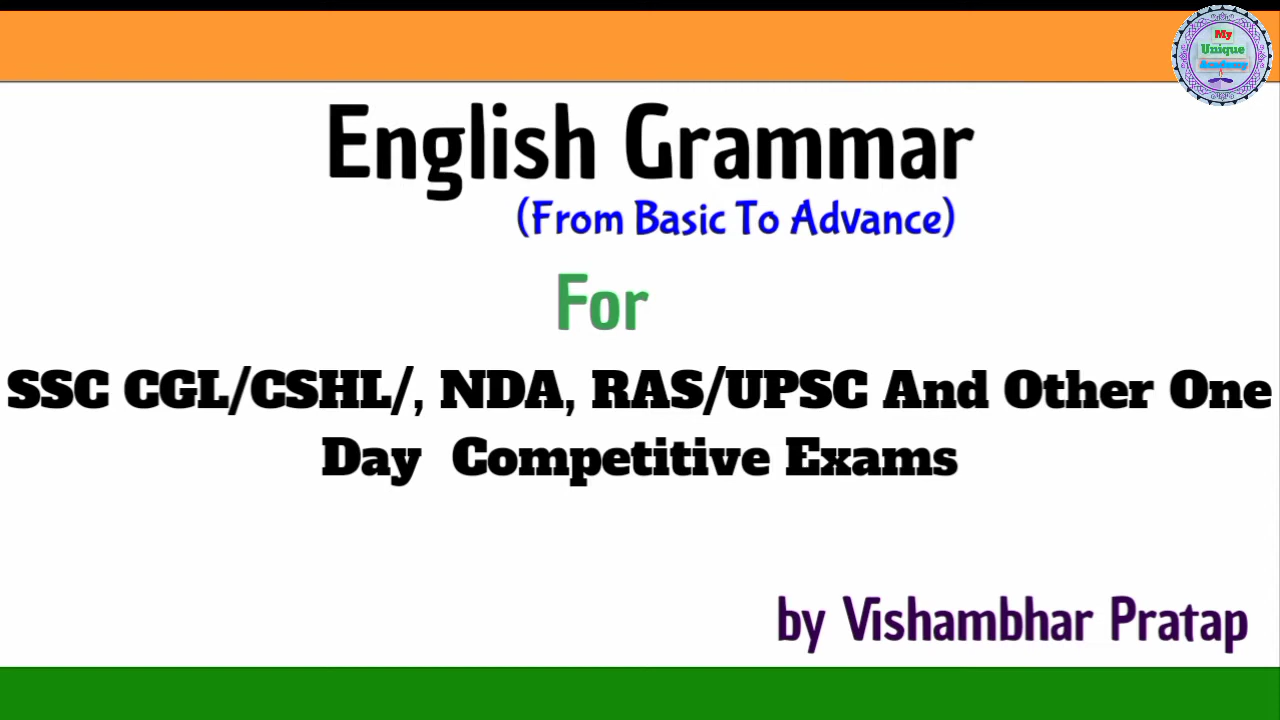 My
Unique
Academy
English Grammar
(From Basic To Advance)
For
SSC CGL/CSHL/, NDA, RAS/UPSC And Other One
Day Competitive Exams
by Vishambhar Pratap